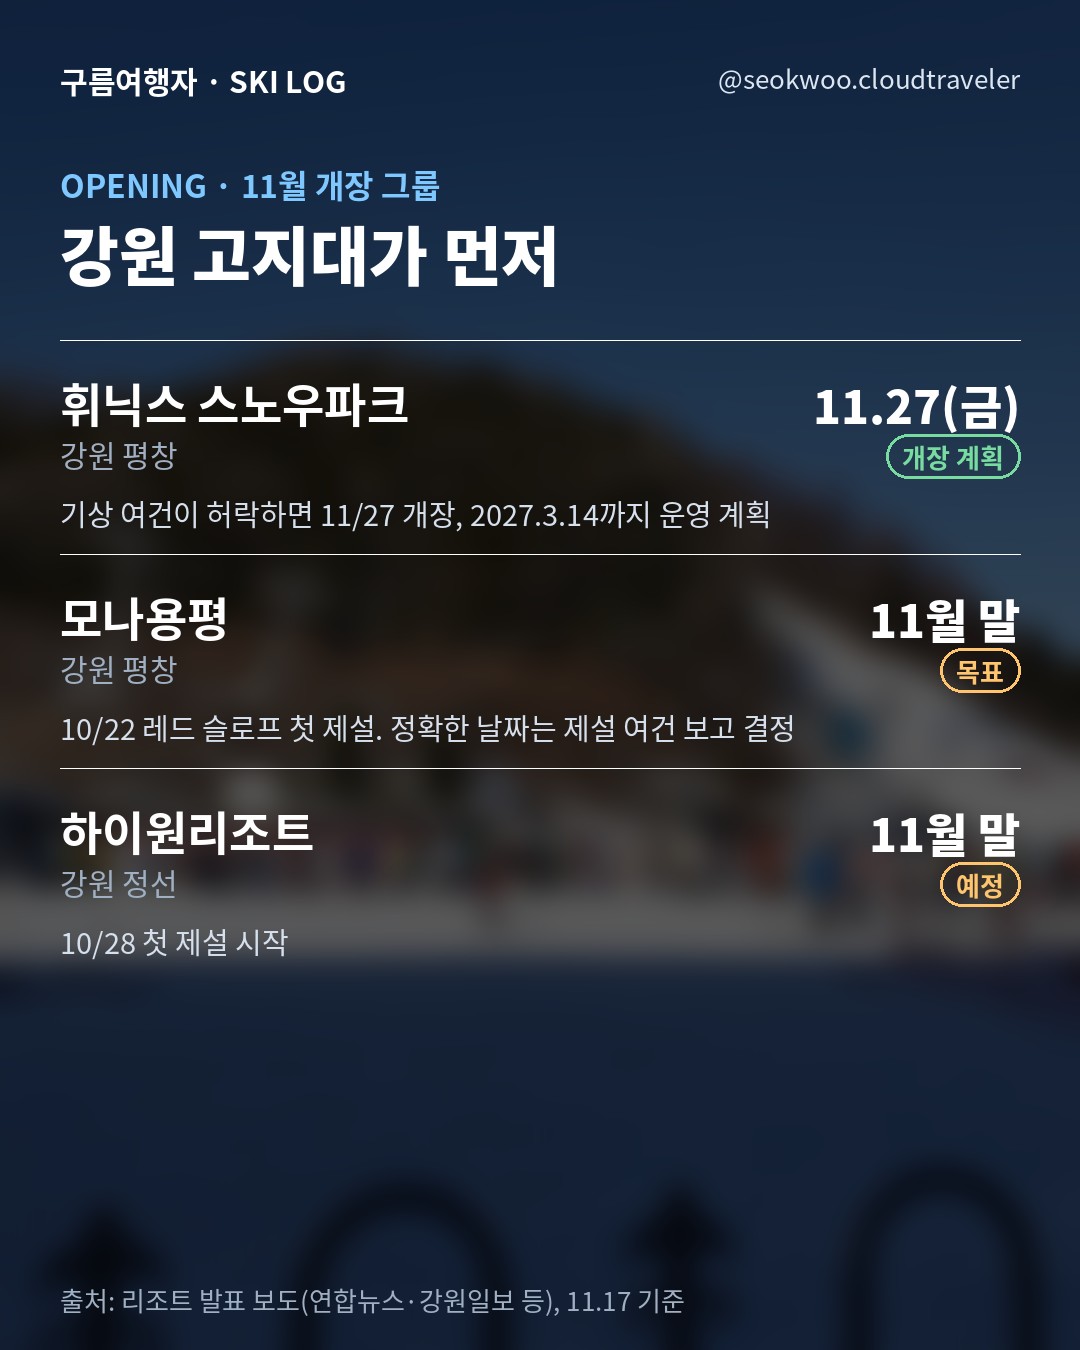 구름여행자 · SKI LOG
@seokwoo.cloudtraveler
OPENING · 11월 개장 그룹
강원 고지대가 먼저
휘닉스 스노우파크
11.27(금)
강원 평창
개장 계획
기상 여건이 허락하면 11/27 개장, 2027.3.14까지 운영 계획
모나용평
11월 말
강원 평창
목표
10/22 레드 슬로프 첫 제설. 정확한 날짜는 제설 여건 보고 결정
하이원리조트
11월 말
강원 정선
예정
10/28 첫 제설 시작
출처: 리조트 발표 보도(연합뉴스·강원일보 등), 11.17 기준